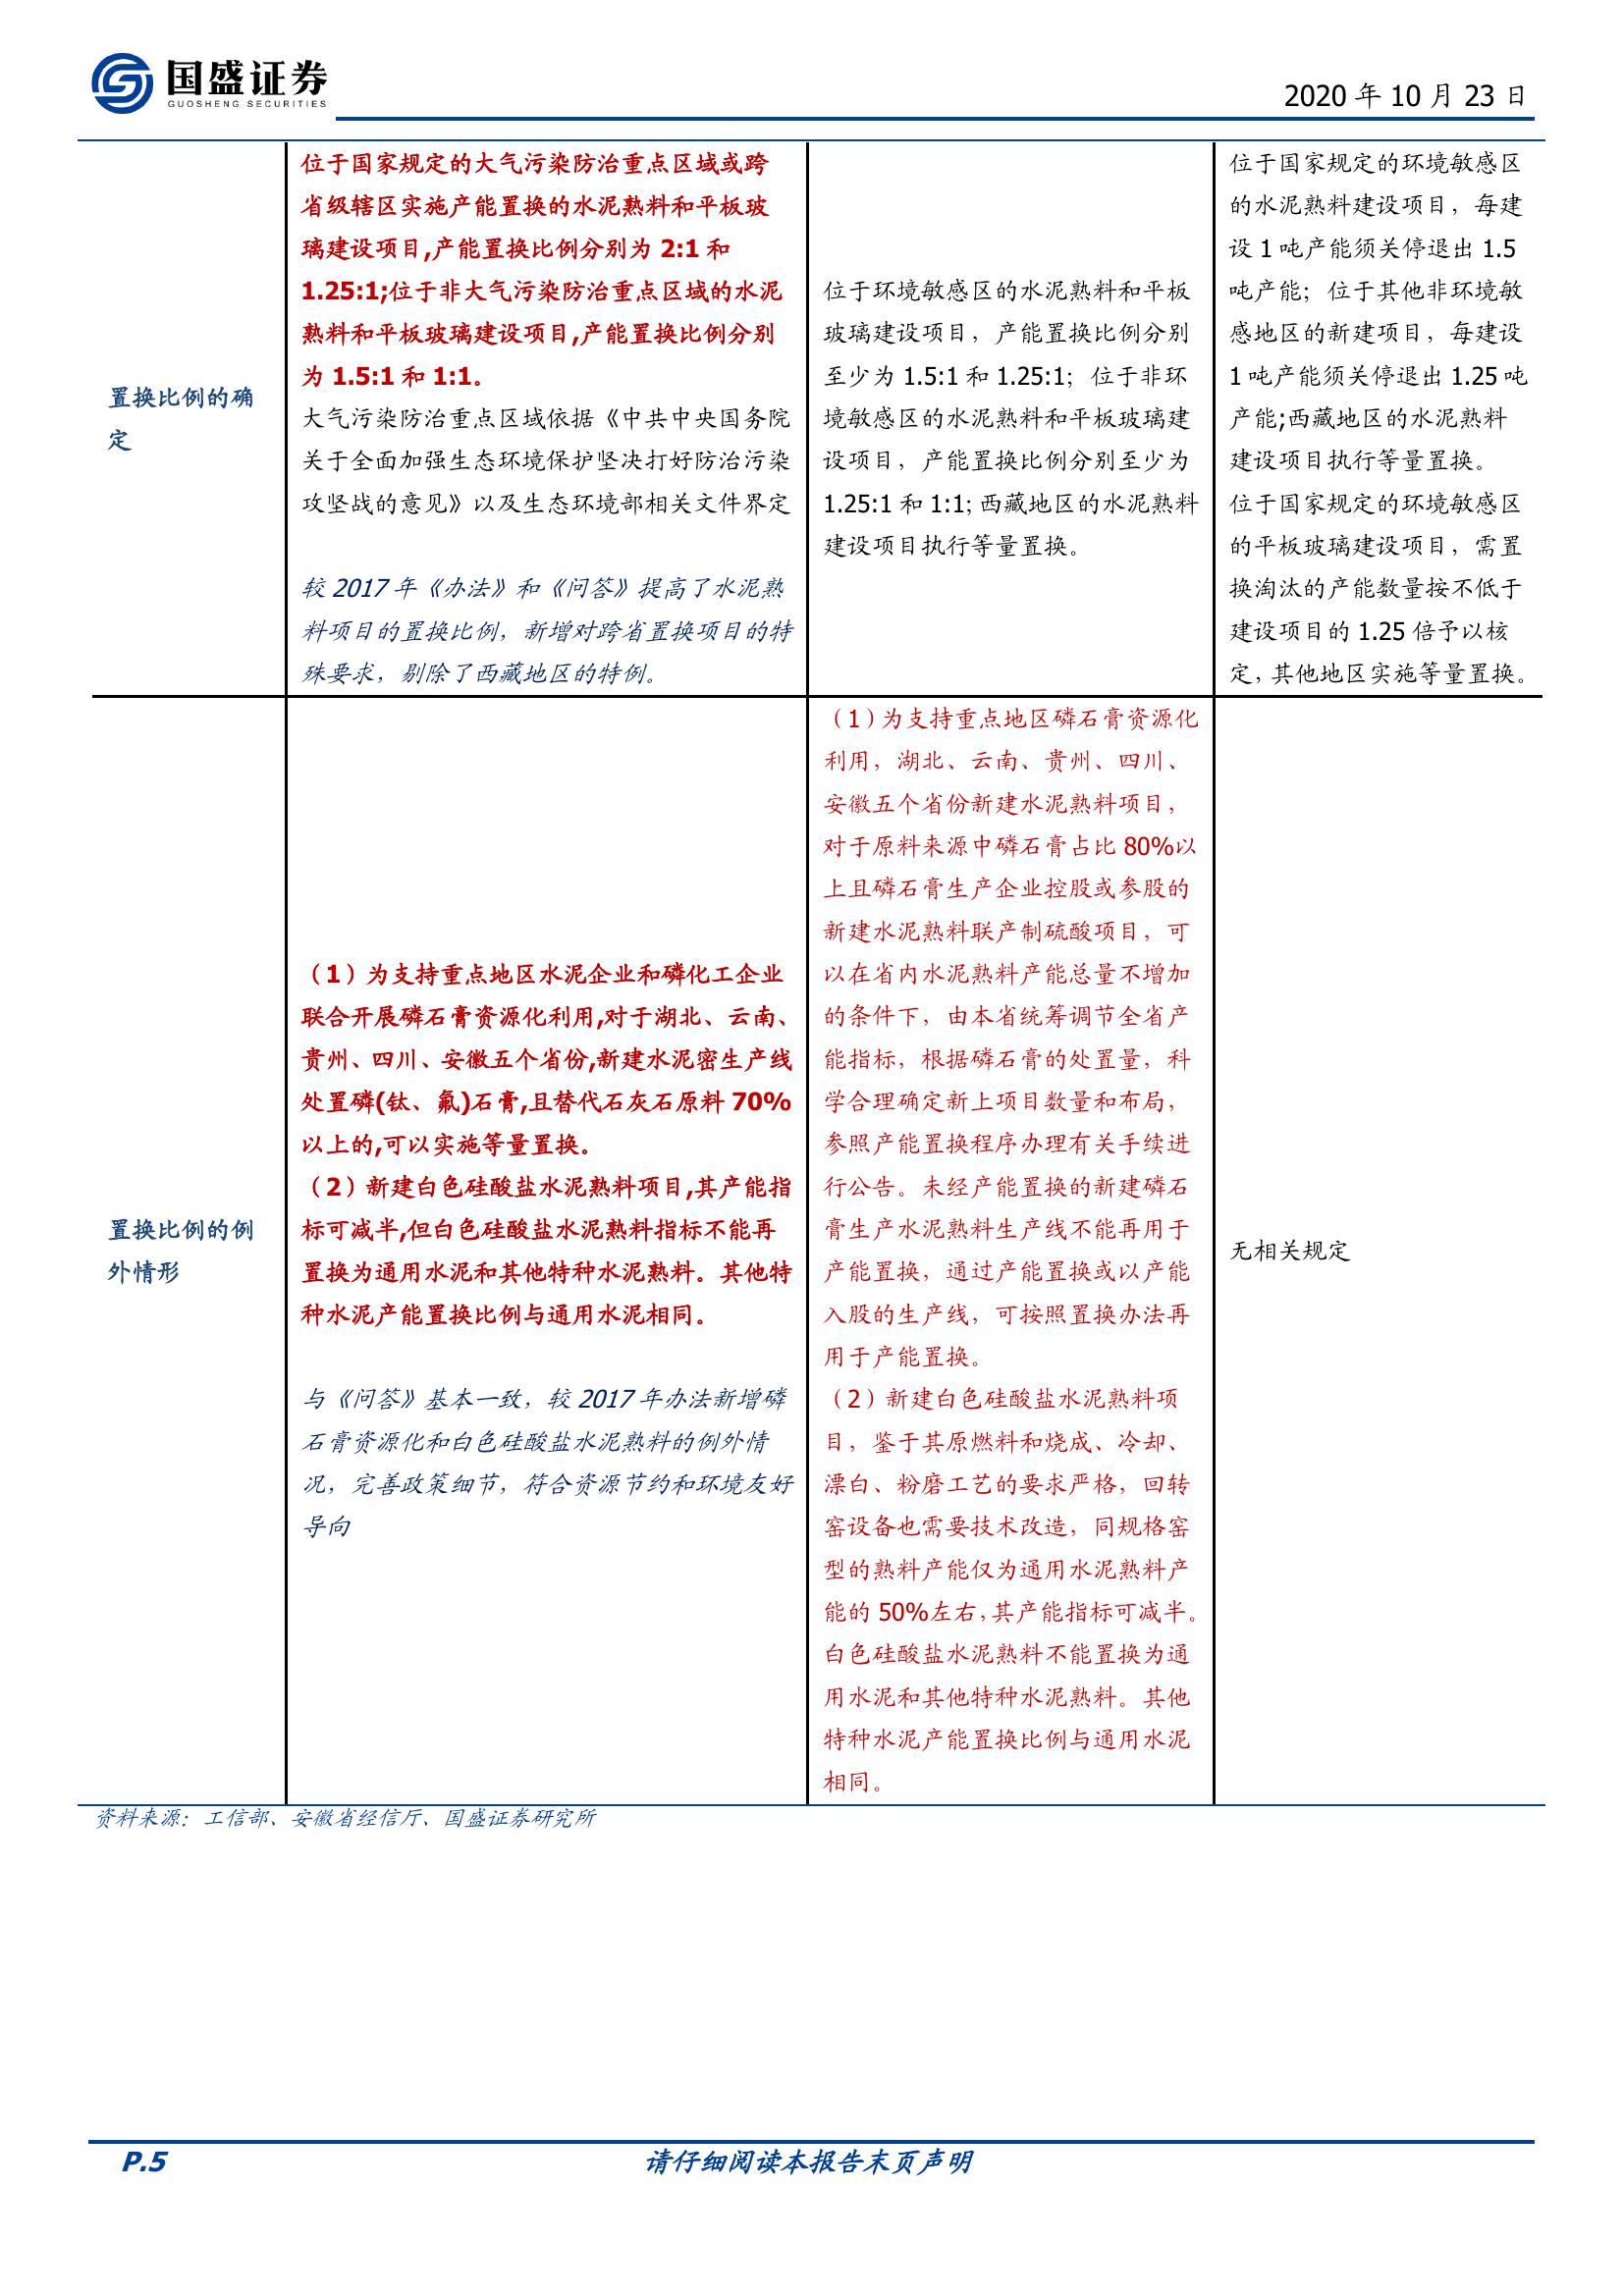 国盛证券
GUOSHENG SECURITIES
2020 年 10 月 23 日
置换比例的确
定
位于国家规定的大气污染防治重点区域或跨
省级辖区实施产能置换的水泥熟料和平板玻
璃建设项目,产能置换比例分别为 2:1 和
1.25:1;位于非大气污染防治重点区域的水泥
熟料和平板玻璃建设项目,产能置换比例分别
为 1.5:1 和 1:1。
大气污染防治重点区域依据《中共中央国务院
关于全面加强生态环境保护坚决打好防治污染
攻坚战的意见》以及生态环境部相关文件界定
较 2017 年《办法》和《问答》提高了水泥熟
料项目的置换比例，新增对跨省置换项目的特
殊要求，剔除了西藏地区的特例。
位于环境敏感区的水泥熟料和平板
玻璃建设项目，产能置换比例分别
至少为 1.5:1 和 1.25:1；位于非环
境敏感区的水泥熟料和平板玻璃建
设项目，产能置换比例分别至少为
1.25:1 和 1:1；西藏地区的水泥熟料
建设项目执行等量置换。
位于国家规定的环境敏感区
的水泥熟料建设项目，每建
设 1 吨产能须关停退出 1.5
吨产能；位于其他非环境敏
感地区的新建项目，每建设
1 吨产能须关停退出 1.25 吨
产能;西藏地区的水泥熟料
建设项目执行等量置换。
位于国家规定的环境敏感区
的平板玻璃建设项目，需置
换淘汰的产能数量按不低于
建设项目的 1.25 倍予以核
定，其他地区实施等量置换。
置换比例的例
外情形
（1）为支持重点地区水泥企业和磷化工企业
联合开展磷石膏资源化利用,对于湖北、云南、
贵州、四川、安徽五个省份,新建水泥密生产线
处置磷(钛、氟)石膏,且替代石灰石原料 70%
以上的,可以实施等量置换。
（2）新建白色硅酸盐水泥熟料项目,其产能指
标可减半,但白色硅酸盐水泥熟料指标不能再
置换为通用水泥和其他特种水泥熟料。其他特
种水泥产能置换比例与通用水泥相同。
与《问答》基本一致，较 2017 年办法新增磷
石膏资源化和白色硅酸盐水泥熟料的例外情
况，完善政策细节，符合资源节约和环境友好
导向
（1）为支持重点地区磷石膏资源化
利用，湖北、云南、贵州、四川、
安徽五个省份新建水泥熟料项目，
对于原料来源中磷石膏占比 80%以
上且磷石膏生产企业控股或参股的
新建水泥熟料联产制硫酸项目，可
以在省内水泥熟料产能总量不增加
的条件下，由本省统筹调节全省产
能指标，根据磷石膏的处置量，科
学合理确定新上项目数量和布局，
参照产能置换程序办理有关手续进
行公告。未经产能置换的新建磷石
膏生产水泥熟料生产线不能再用于
产能置换，通过产能置换或以产能
入股的生产线，可按照置换办法再
用于产能置换。
（2）新建白色硅酸盐水泥熟料项
目，鉴于其原燃料和烧成、冷却、
漂白、粉磨工艺的要求严格，回转
窑设备也需要技术改造，同规格窑
型的熟料产能仅为通用水泥熟料产
能的 50%左右，其产能指标可减半。
白色硅酸盐水泥熟料不能置换为通
用水泥和其他特种水泥熟料。其他
特种水泥产能置换比例与通用水泥
相同。
无相关规定
资料来源：工信部、安徽省经信厅、国盛证券研究所
P.5
请仔细阅读本报告末页声明